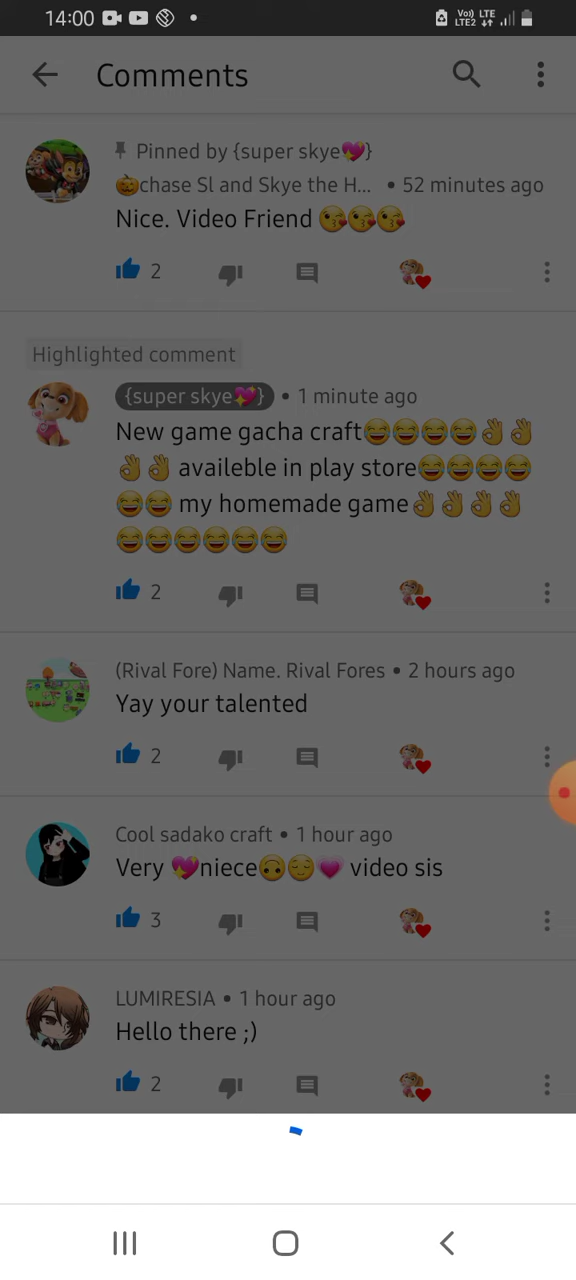 14:00 Vo)) LTE LTE2
Comments
Pinned by {super skye💖}
🎃chase Sl and Skye the H... • 52 minutes ago
Nice. Video Friend 😘😘😘
2
Highlighted comment
{super skye💖} • 1 minute ago
New game gacha craft😂😂😂😂👌👌
👌👌 availeble in play store😂😂😂😂
😂😂 my homemade game👌👌👌👌
😂😂😂😂😂😂
2
(Rival Fore) Name. Rival Fores • 2 hours ago
Yay your talented
2
Cool sadako craft • 1 hour ago
Very 💖niece🙃😌💗 video sis
3
LUMIRESIA • 1 hour ago
Hello there ;)
2